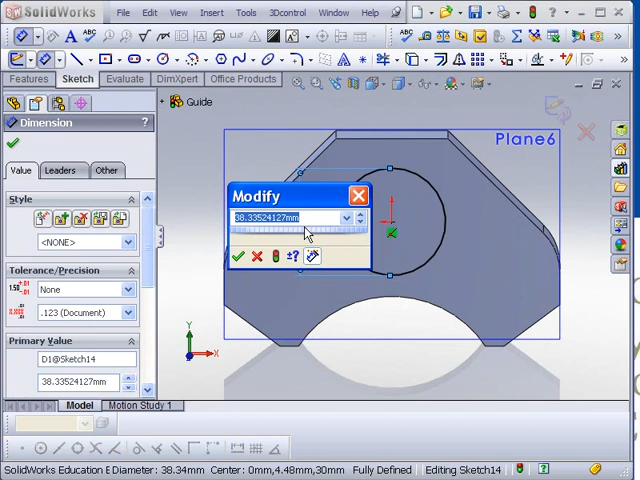 SolidWorks
File Edit View Insert Tools 3Dcontrol Window Help
Features Sketch Evaluate DimXpert Office Products
Dimension ?
Guide
Plane6
Value Leaders Other
Style
<NONE>
Modify
38.33524127mm
±?
Tolerance/Precision
1.50 None
.123 (Document)
Primary Value
D1@Sketch14
38.33524127mm
Y
X
Model Motion Study 1
SolidWorks Education E Diameter: 38.34mm Center: 0mm,4.48mm,30mm Fully Defined Editing Sketch14